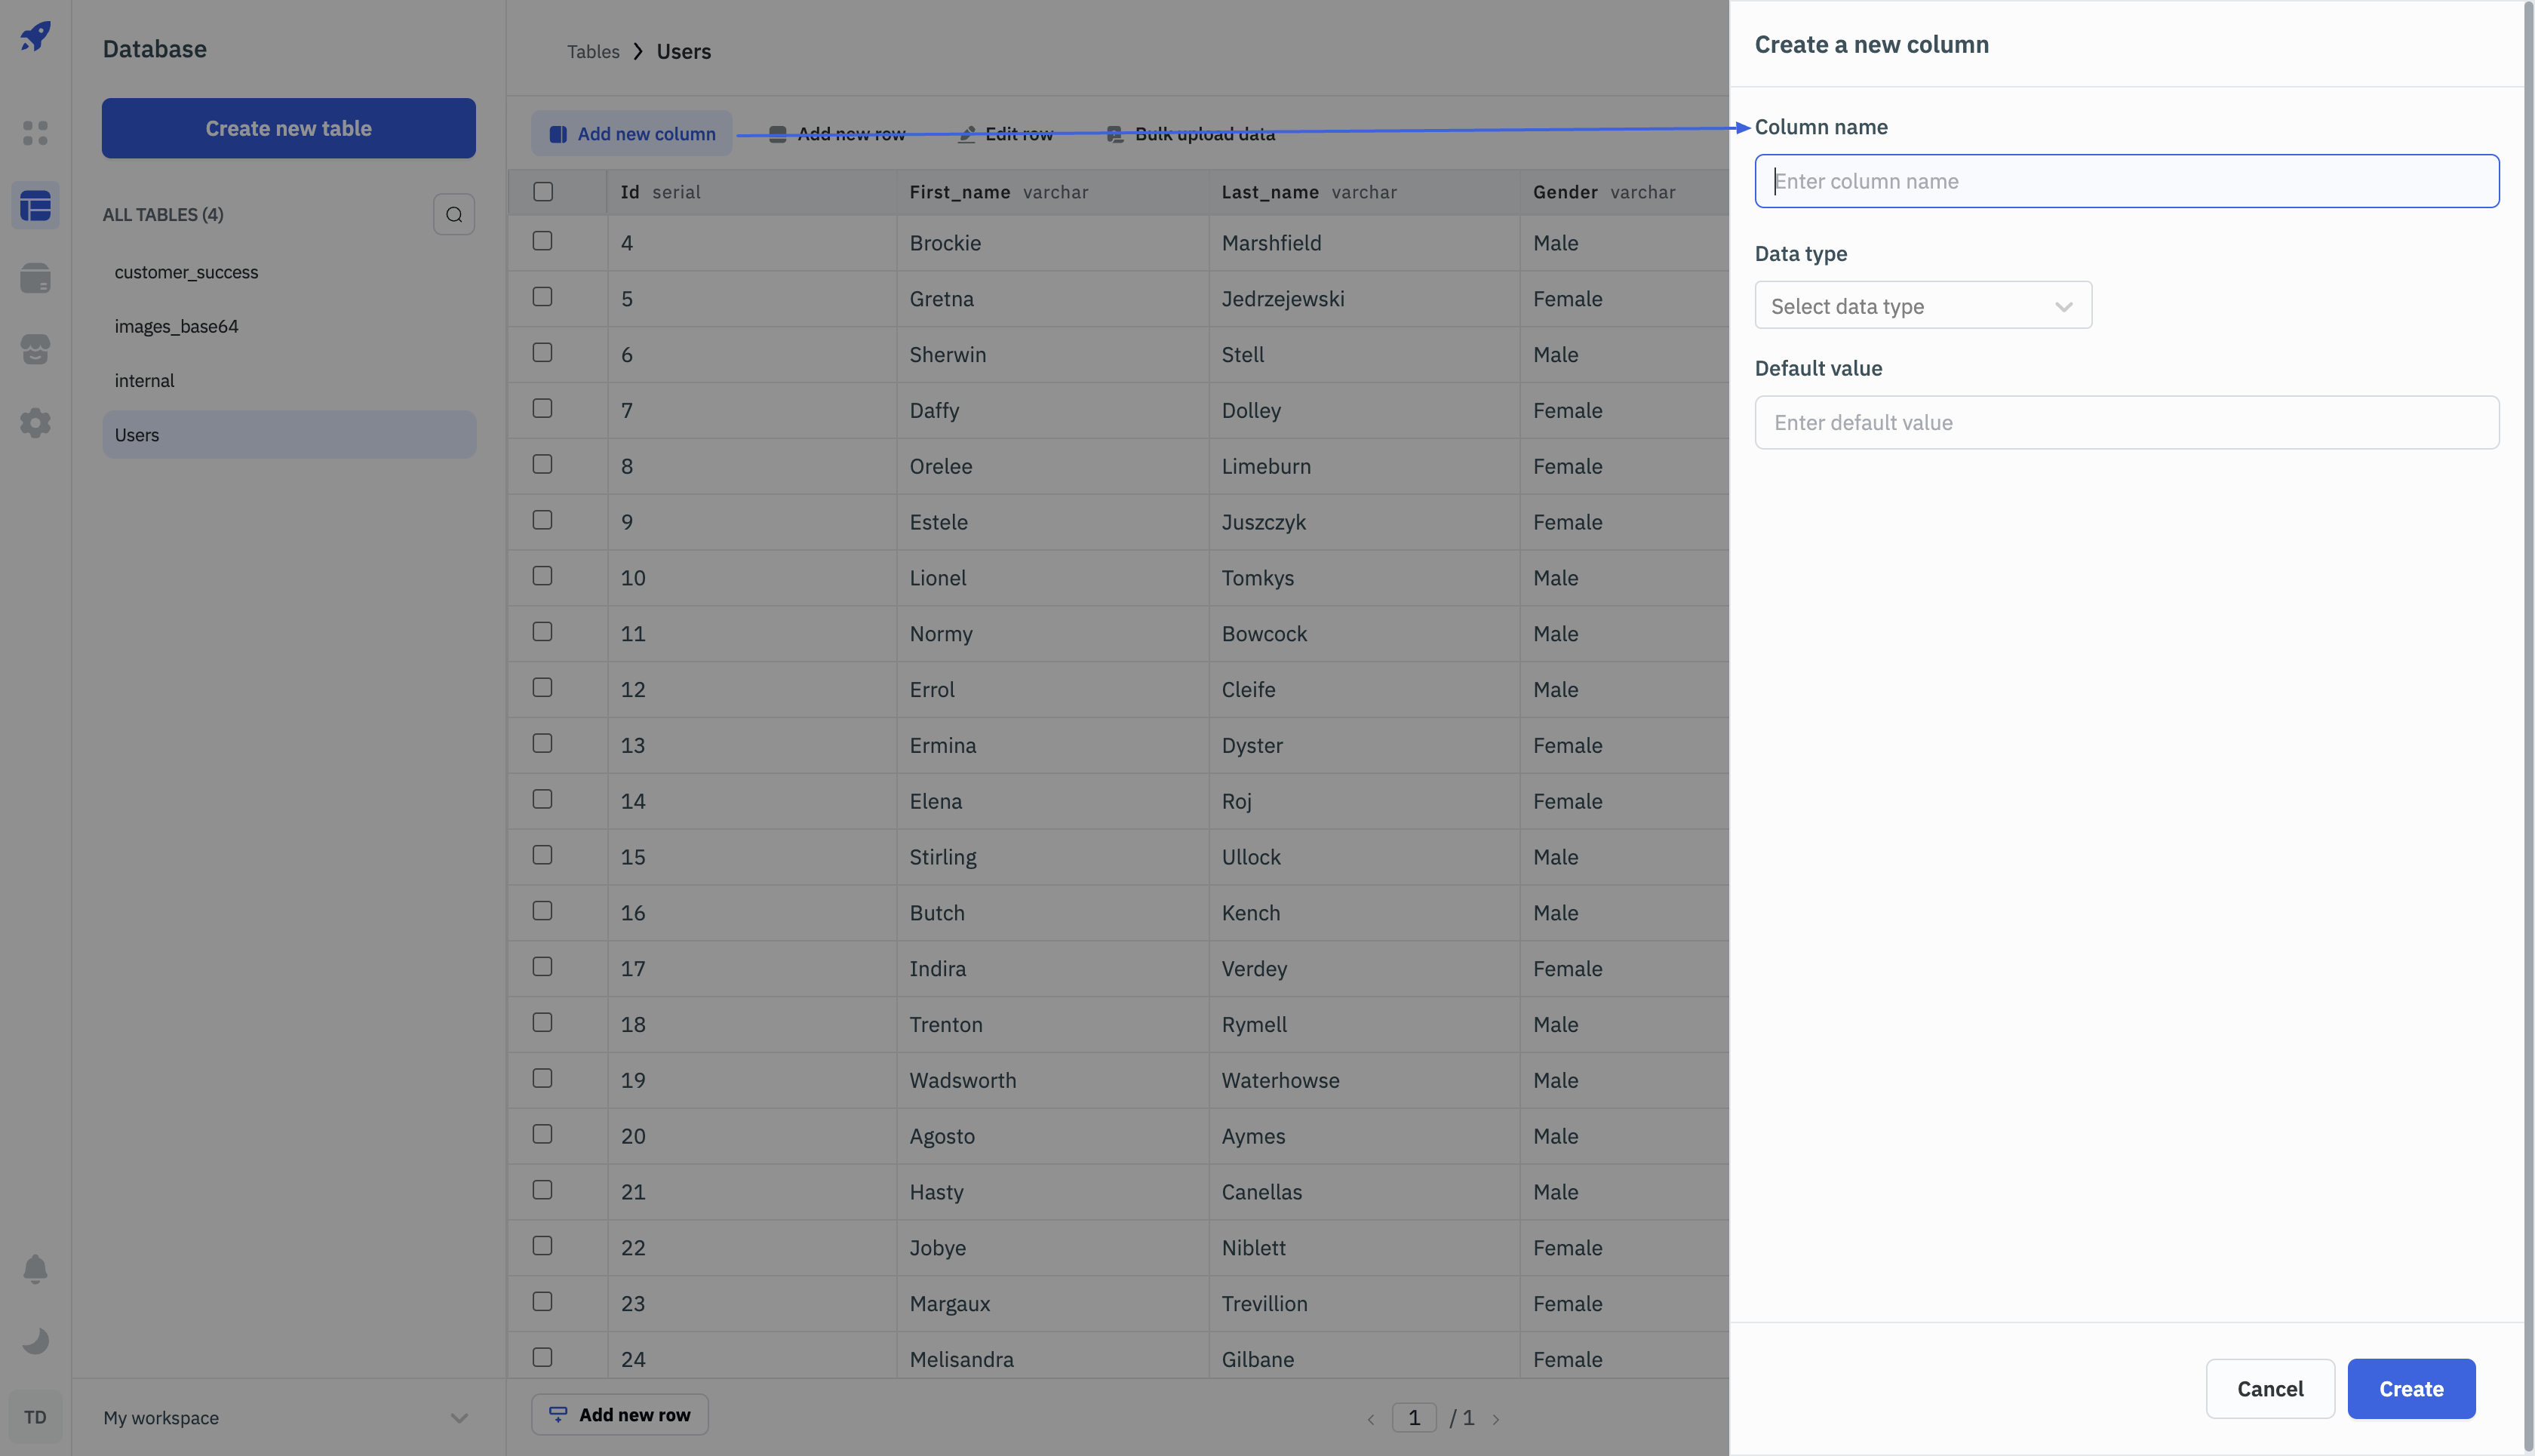 Database
Create new table
ALL TABLES (4)
customer_success
images_base64
internal
Users
TD
My workspace
Tables > Users
Add new column Add new row Edit row Bulk upload data
Id serial First_name varchar Last_name varchar Gender varchar
4 Brockie Marshfield Male
5 Gretna Jedrzejewski Female
6 Sherwin Stell Male
7 Daffy Dolley Female
8 Orelee Limeburn Female
9 Estele Juszczyk Female
10 Lionel Tomkys Male
11 Normy Bowcock Male
12 Errol Cleife Male
13 Ermina Dyster Female
14 Elena Roj Female
15 Stirling Ullock Male
16 Butch Kench Male
17 Indira Verdey Female
18 Trenton Rymell Male
19 Wadsworth Waterhowse Male
20 Agosto Aymes Male
21 Hasty Canellas Male
22 Jobye Niblett Female
23 Margaux Trevillion Female
24 Melisandra Gilbane Female
Add new row
1 / 1
Create a new column
Column name
Enter column name
Data type
Select data type
Default value
Enter default value
Cancel Create